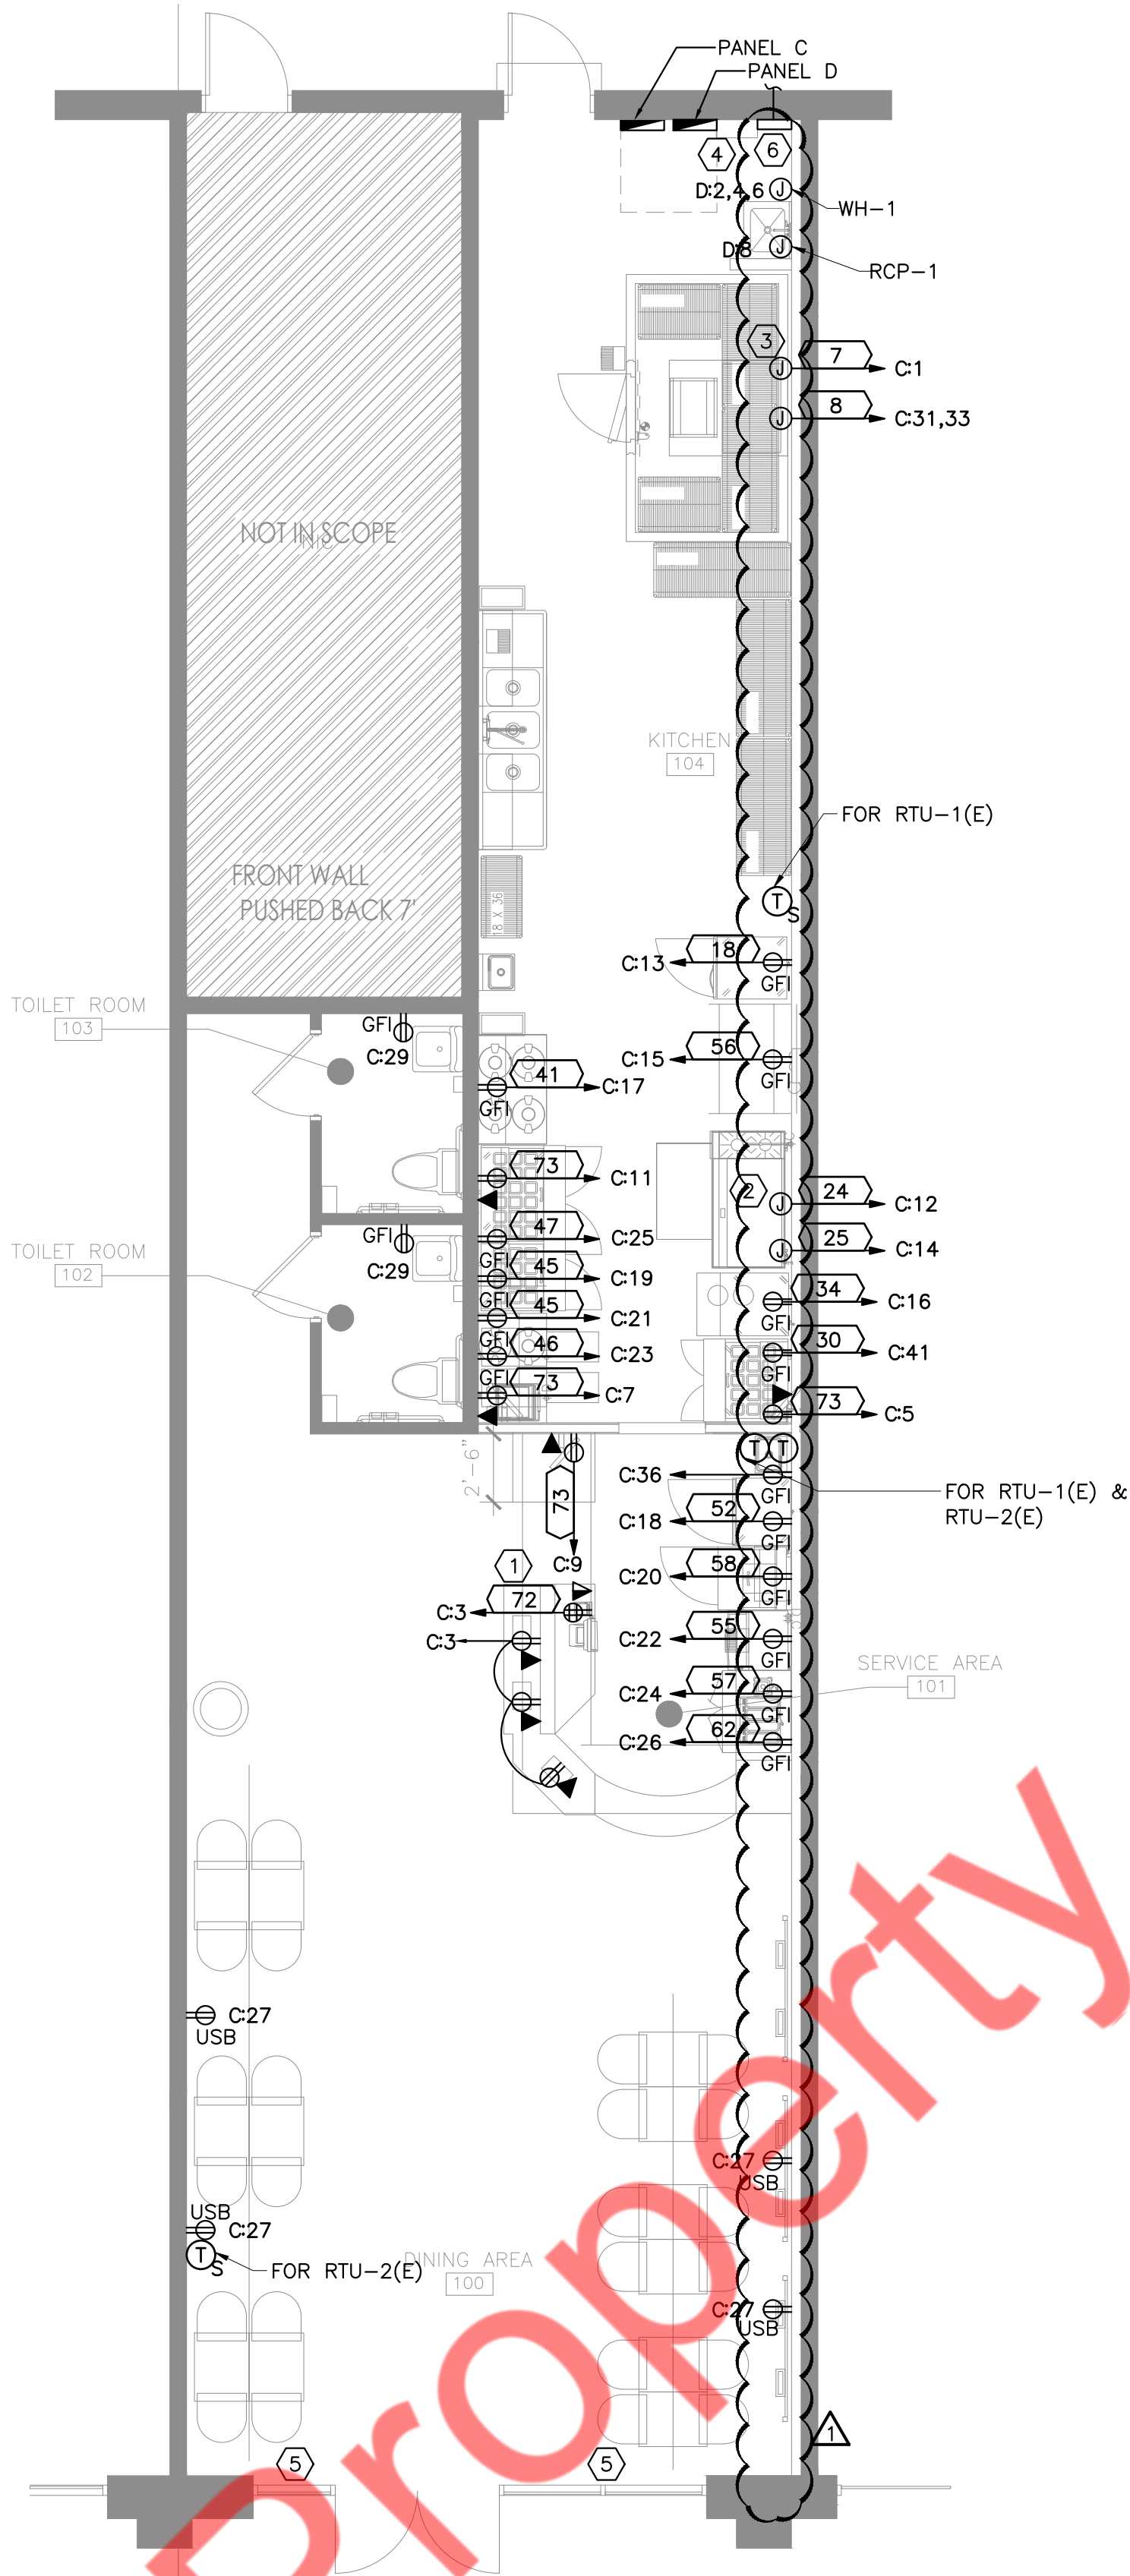 PANEL C
PANEL D
4
6
D:2,4,6
J
WH-1
D:8
J
RCP-1
3
7
J
C:1
8
J
C:31,33
NOT IN SCOPE
NIC
KITCHEN
104
FOR RTU-1(E)
T
S
FRONT WALL
PUSHED BACK 7'
18 X 36
18
C:13
GFI
TOILET ROOM
103
GFI
C:29
56
C:15
GFI
41
C:17
GFI
73
C:11
2
24
J
C:12
TOILET ROOM
102
GFI
C:29
47
C:25
GFI
25
J
C:14
45
C:19
GFI
34
C:16
GFI
45
C:21
GFI
46
C:23
GFI
30
C:41
GFI
73
C:7
73
C:5
2'-6"
T
T
73
C:9
C:36
GFI
FOR RTU-1(E) &
RTU-2(E)
52
C:18
GFI
1
58
C:20
GFI
72
C:3
C:3
55
C:22
GFI
SERVICE AREA
101
57
C:24
GFI
62
C:26
GFI
C:27
USB
C:27
USB
USB
C:27
T
S
FOR RTU-2(E)
DINING AREA
100
C:27
USB
1
5
5
Property